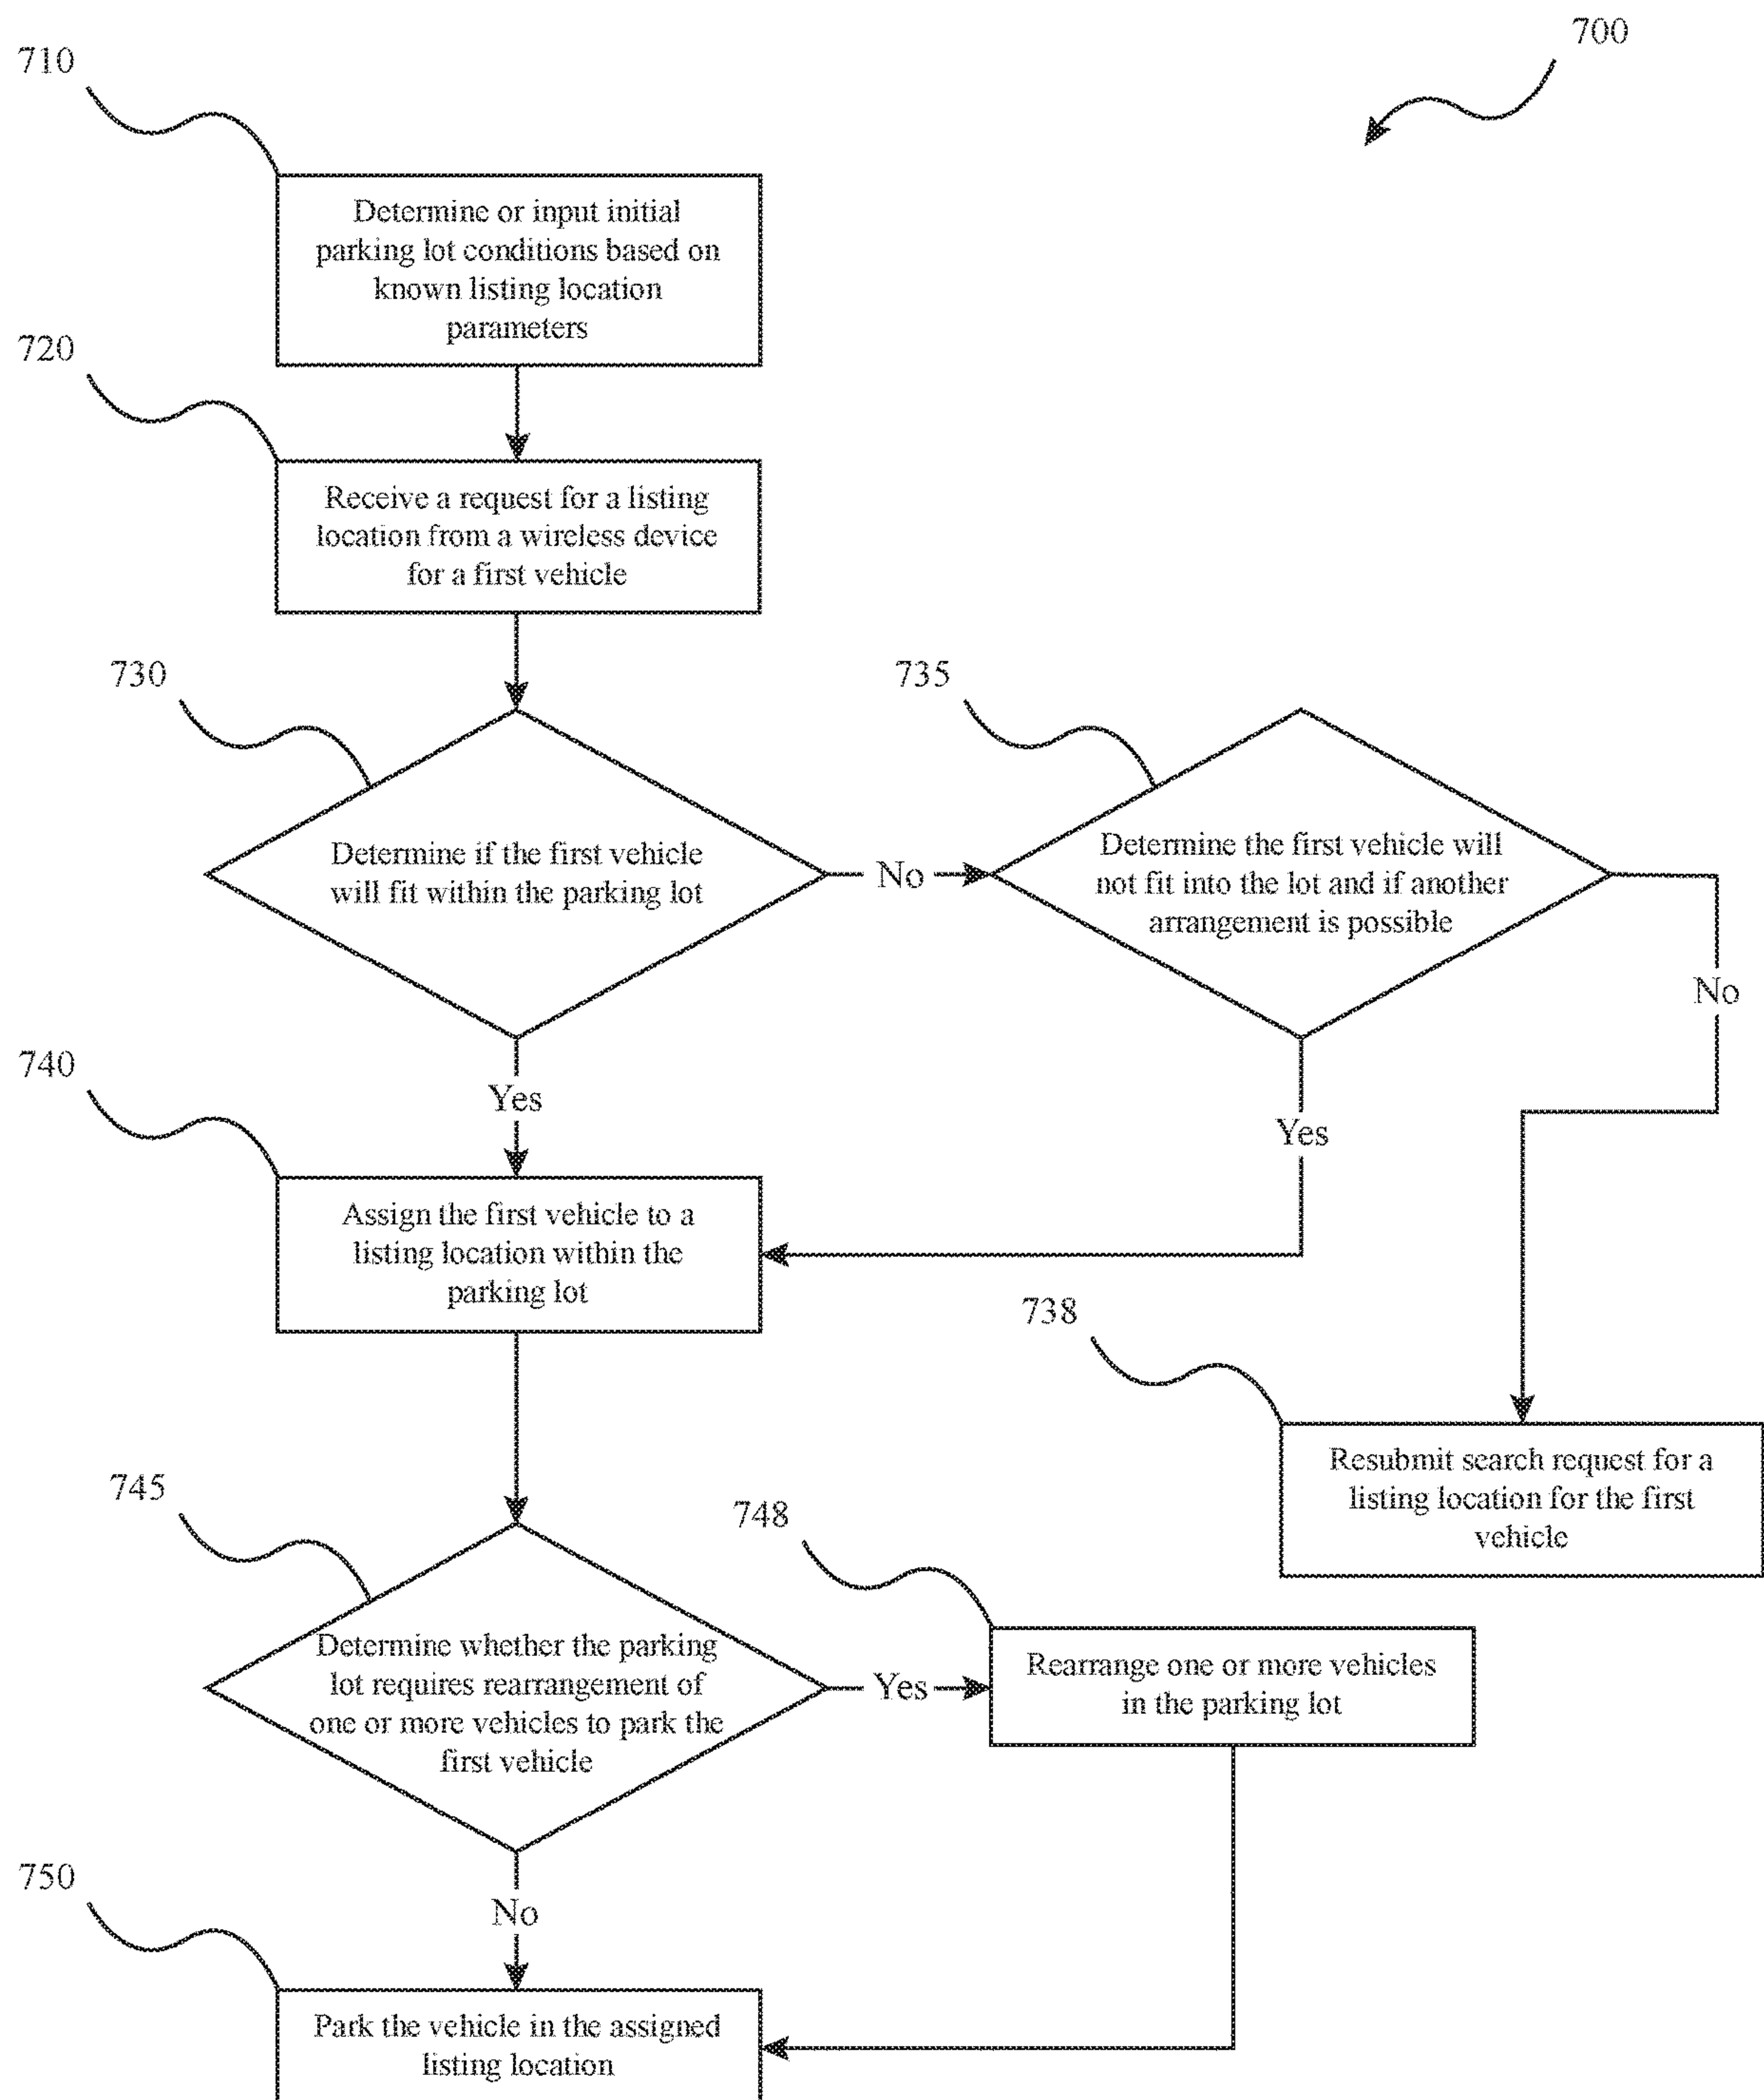 700
710
Determine or input initial
parking lot conditions based on
known listing location
parameters
720
Receive a request for a listing
location from a wireless device
for a first vehicle
730
Determine if the first vehicle
will fit within the parking lot
No
735
Determine the first vehicle will
not fit into the lot and if another
arrangement is possible
No
Yes
Yes
740
Assign the first vehicle to a
listing location within the
parking lot
738
Resubmit search request for a
listing location for the first
vehicle
745
Determine whether the parking
lot requires rearrangement of
one or more vehicles to park the
first vehicle
Yes
748
Rearrange one or more vehicles
in the parking lot
No
750
Park the vehicle in the assigned
listing location